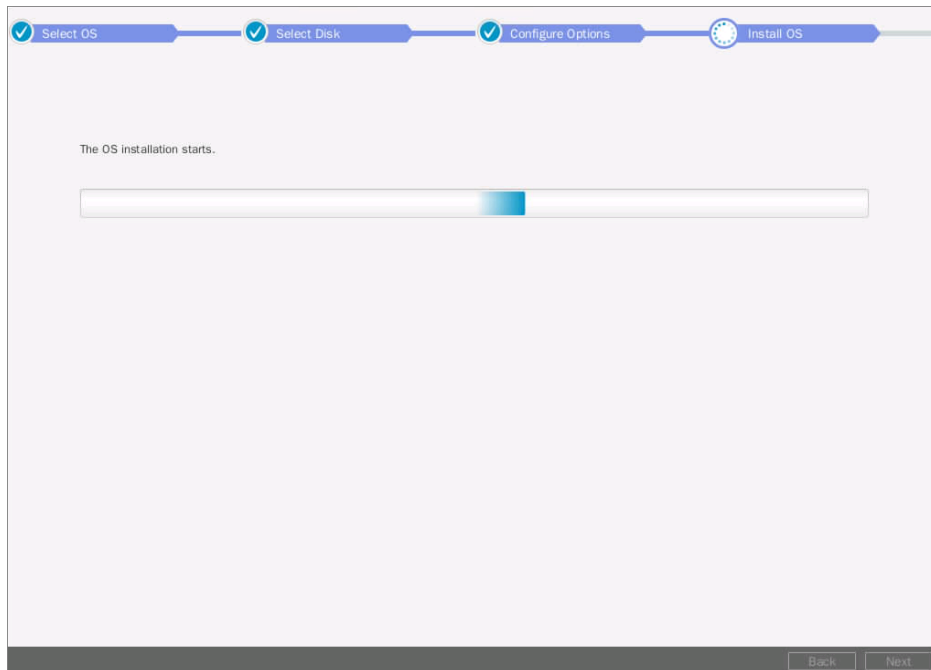 Select OS
Select Disk
Configure Options
Install OS
The OS installation starts.
Back
Next